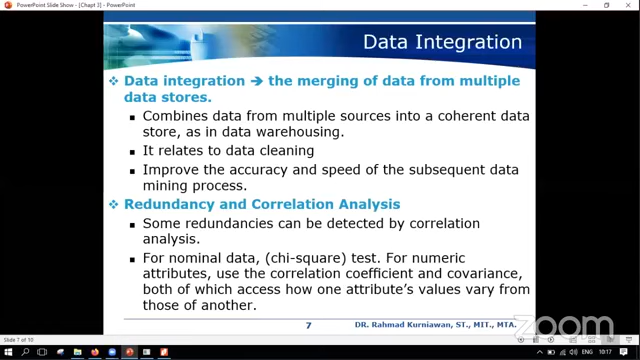 PowerPoint Slide Show - [Chapt 3] - PowerPoint
Data Integration
Data integration ➔ the merging of data from multiple
data stores.
Combines data from multiple sources into a coherent data
store, as in data warehousing.
It relates to data cleaning
Improve the accuracy and speed of the subsequent data
mining process.
Redundancy and Correlation Analysis
Some redundancies can be detected by correlation
analysis.
For nominal data, (chi-square) test. For numeric
attributes, use the correlation coefficient and covariance,
both of which access how one attribute's values vary from
those of another.
7
DR. Rahmad Kurniawan, ST., MIT., MTA.
zoom
Slide 7 of 10
ENG
10:17